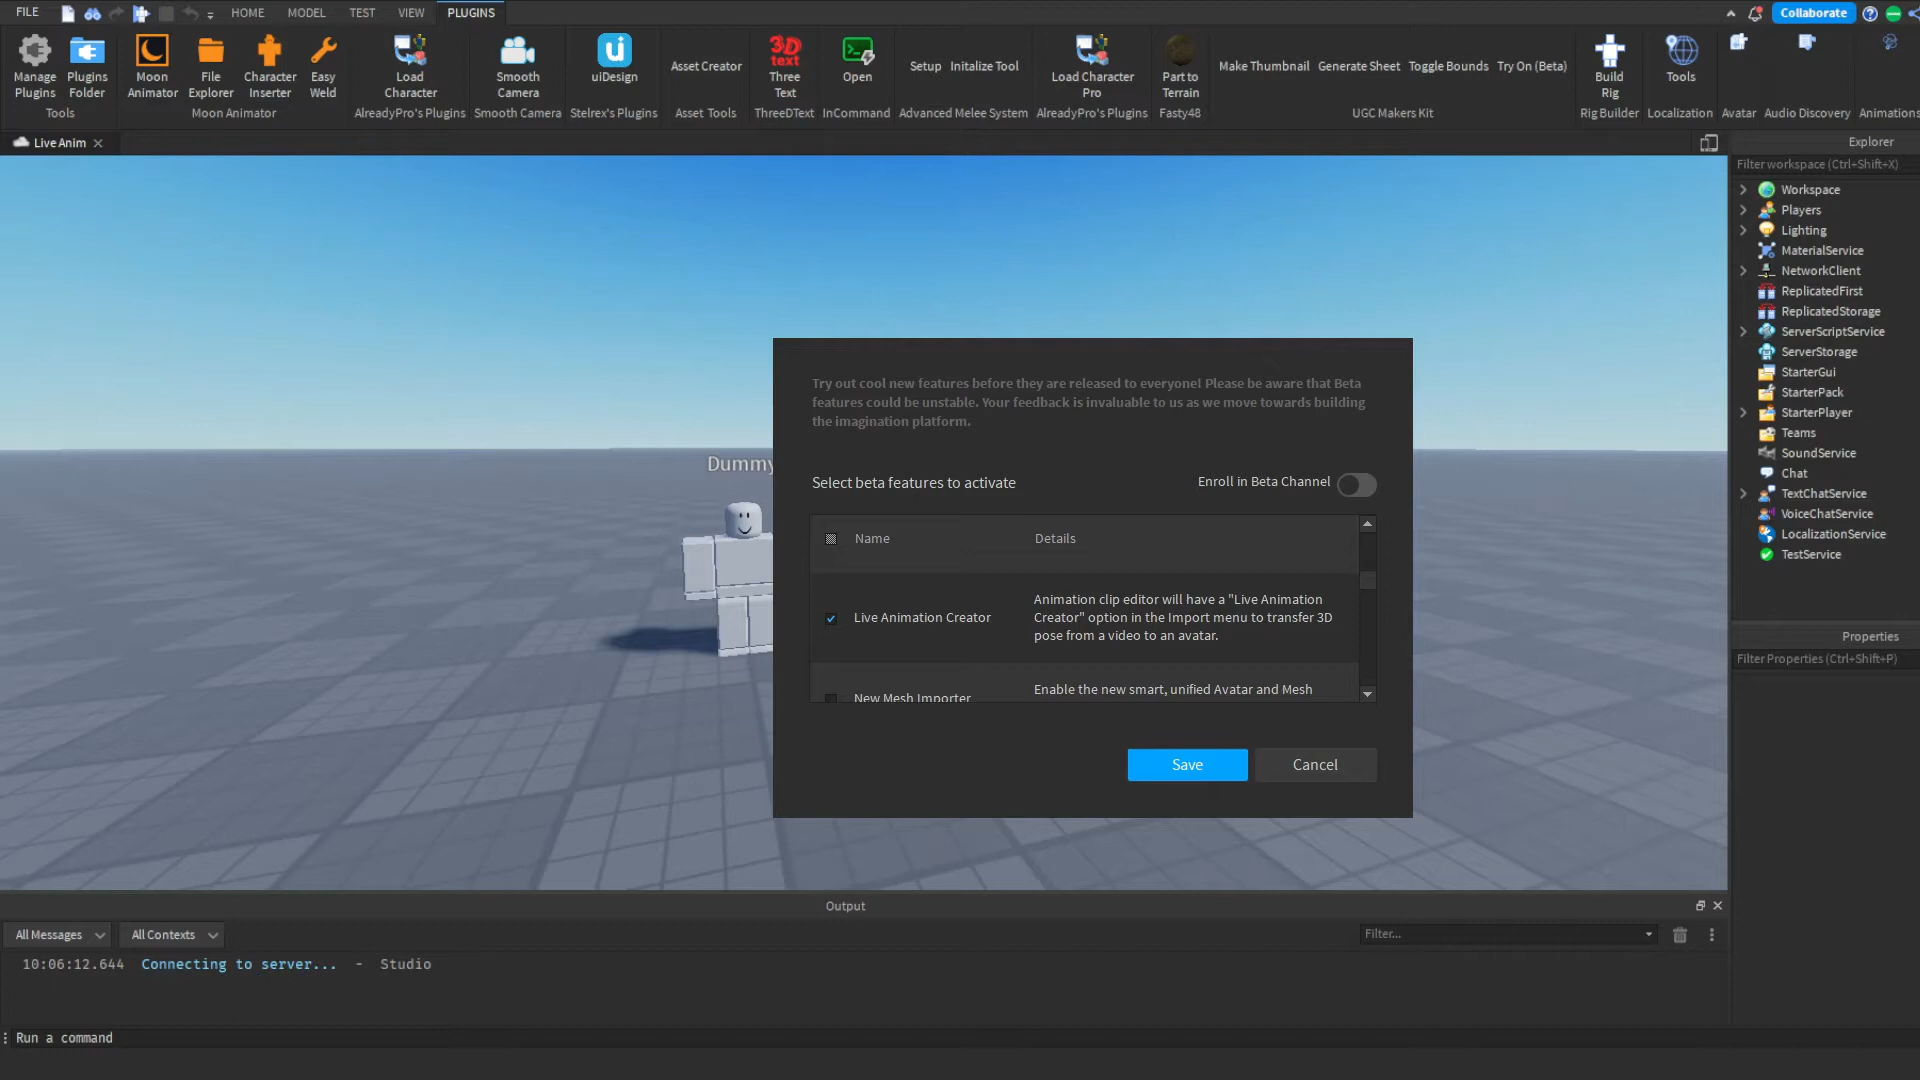 FILE HOME MODEL TEST VIEW PLUGINS Collaborate
Manage Plugins
Plugins Folder
Tools
Moon Animator
File Explorer
Character Inserter
Easy Weld
Moon Animator
Load Character
AlreadyPro's Plugins
Smooth Camera
Smooth Camera
ui
uiDesign
Stelrex's Plugins
Asset Creator
Asset Tools
3D text
Three Text
ThreeDText
Open
InCommand
Setup Initalize Tool
Advanced Melee System
Load Character Pro
AlreadyPro's Plugins
Part to Terrain
Fasty48
Make Thumbnail Generate Sheet Toggle Bounds Try On (Beta)
UGC Makers Kit
Build Rig
Rig Builder
Tools
Localization
Avatar
Audio Discovery
Animations
Live Anim
Dummy
Try out cool new features before they are released to everyone! Please be aware that Beta
features could be unstable. Your feedback is invaluable to us as we move towards building
the imagination platform.
Select beta features to activate
Enroll in Beta Channel
Name Details
Live Animation Creator
Animation clip editor will have a "Live Animation
Creator" option in the Import menu to transfer 3D
pose from a video to an avatar.
New Mesh Importer
Enable the new smart, unified Avatar and Mesh
Save Cancel
Explorer
Filter workspace (Ctrl+Shift+X)
Workspace
Players
Lighting
MaterialService
NetworkClient
ReplicatedFirst
ReplicatedStorage
ServerScriptService
ServerStorage
StarterGui
StarterPack
StarterPlayer
Teams
SoundService
Chat
TextChatService
VoiceChatService
LocalizationService
TestService
Properties
Filter Properties (Ctrl+Shift+P)
Output
All Messages All Contexts Filter...
10:06:12.644 Connecting to server... - Studio
Run a command